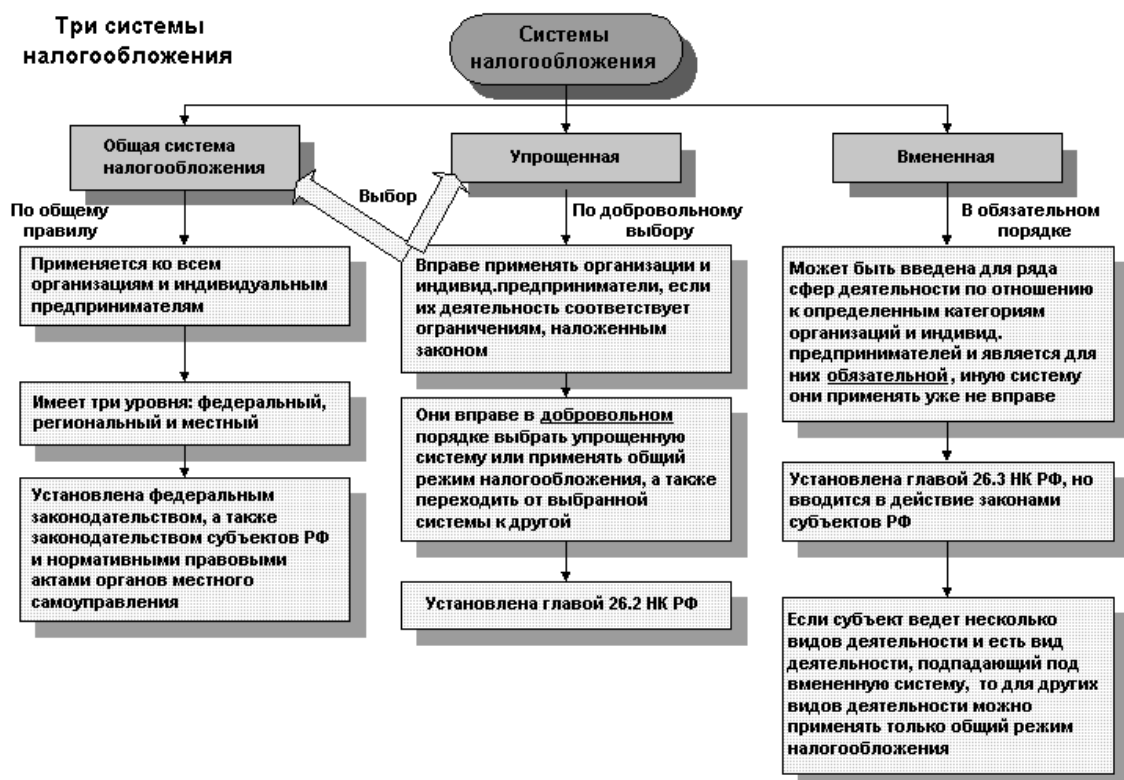 Три системы
налогообложения
Системы
налогообложения
Общая система
налогообложения
Упрощенная
Вмененная
Выбор
По общему
правилу
По добровольному
выбору
В обязательном
порядке
Применяется ко всем
организациям и индивидуальным
предпринимателям
Имеет три уровня: федеральный,
региональный и местный
Установлена федеральным
законодательством, а также
законодательством субъектов РФ
и нормативными правовыми
актами органов местного
самоуправления
Вправе применять организации и
индивид.предприниматели, если
их деятельность соответствует
ограничениям, наложенным
законом
Они вправе в добровольном
порядке выбрать упрощенную
систему или применять общий
режим налогообложения, а также
переходить от выбранной
системы к другой
Установлена главой 26.2 НК РФ
Может быть введена для ряда
сфер деятельности по отношению
к определенным категориям
организаций и индивид.
предпринимателей и является для
них обязательной, иную систему
они применять уже не вправе
Установлена главой 26.3 НК РФ, но
вводится в действие законами
субъектов РФ
Если субъект ведет несколько
видов деятельности и есть вид
деятельности, подпадающий под
вмененную систему, то для других
видов деятельности можно
применять только общий режим
налогообложения